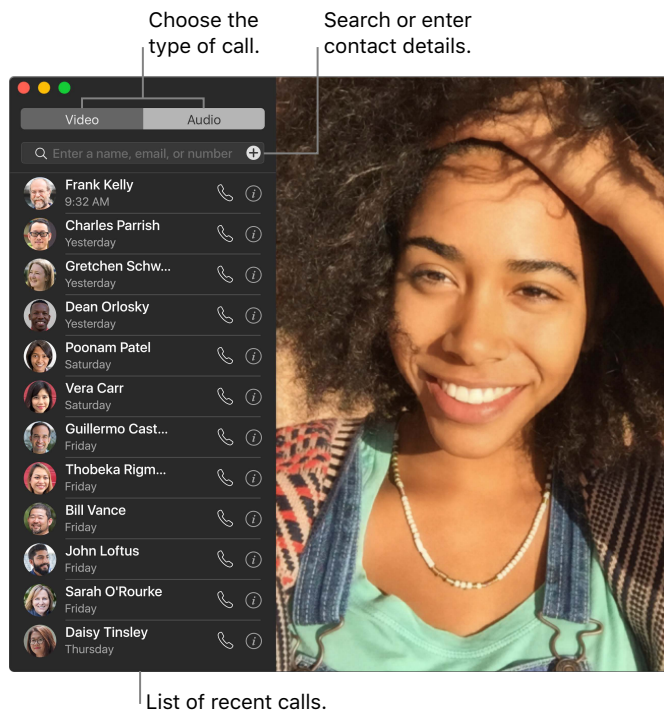 Choose the
type of call.
Search or enter
contact details.
Video
Audio
Enter a name, email, or number
Frank Kelly
9:32 AM
Charles Parrish
Yesterday
Gretchen Schw...
Yesterday
Dean Orlosky
Yesterday
Poonam Patel
Saturday
Vera Carr
Saturday
Guillermo Cast...
Friday
Thobeka Rigm...
Friday
Bill Vance
Friday
John Loftus
Friday
Sarah O'Rourke
Friday
Daisy Tinsley
Thursday
List of recent calls.